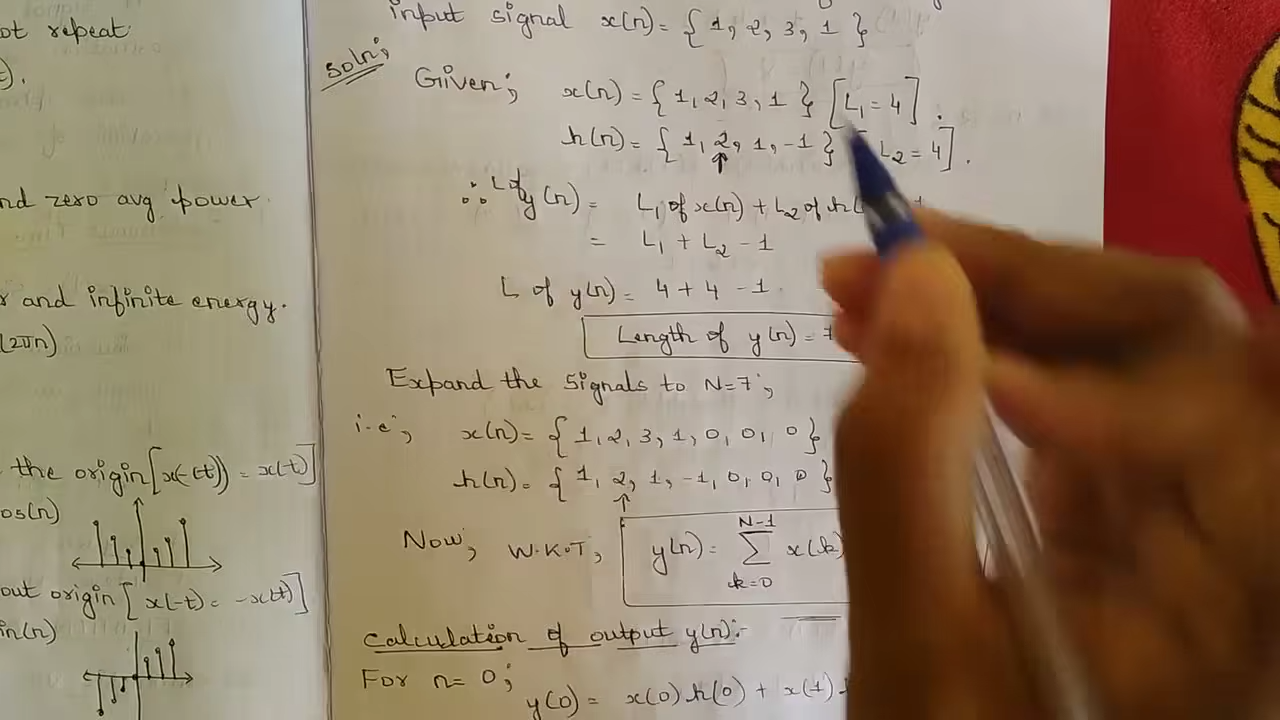 ot repeat
).
nd zero avg power.
r and infinite energy.
(2πn)
the origin [x(-t)) = x(t)]
os(n)
out origin [x(-t) = -x(t)]
in(n)
input signal x(n) = { 1, 2, 3, 1 }
Soln;
Given; x(n) = { 1, 2, 3, 1 } [L₁ = 4] ;
h(n) = { 1, 2, 1, -1 } [L₂ = 4].
↑
∴ L of y(n) = L₁ of x(n) + L₂ of h(
= L₁ + L₂ - 1
L of y(n) = 4 + 4 - 1
Length of y(n) = 7
Expand the signals to N=7;
i.e; x(n) = { 1, 2, 3, 1, 0, 0, 0 }
h(n) = { 1, 2, 1, -1, 0, 0, 0 }
↑
Now, W.K.T, y(n) = N-1 ∑ k=0 x(k)
Calculation of output y(n):-
For n = 0;
y(0) = x(0) h(0) + x(1) h